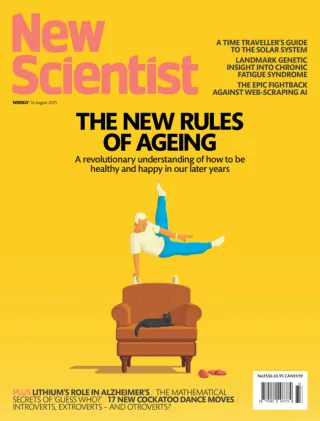 New
Scientist
WEEKLY 16 August 2025
A TIME TRAVELLER'S GUIDE
TO THE SOLAR SYSTEM
LANDMARK GENETIC
INSIGHT INTO CHRONIC
FATIGUE SYNDROME
THE EPIC FIGHTBACK
AGAINST WEB-SCRAPING AI
THE NEW RULES
OF AGEING
A revolutionary understanding of how to be
healthy and happy in our later years
PLUS LITHIUM'S ROLE IN ALZHEIMER'S / THE MATHEMATICAL
SECRETS OF 'GUESS WHO?' / 17 NEW COCKATOO DANCE MOVES /
INTROVERTS, EXTROVERTS – AND OTROVERTS?